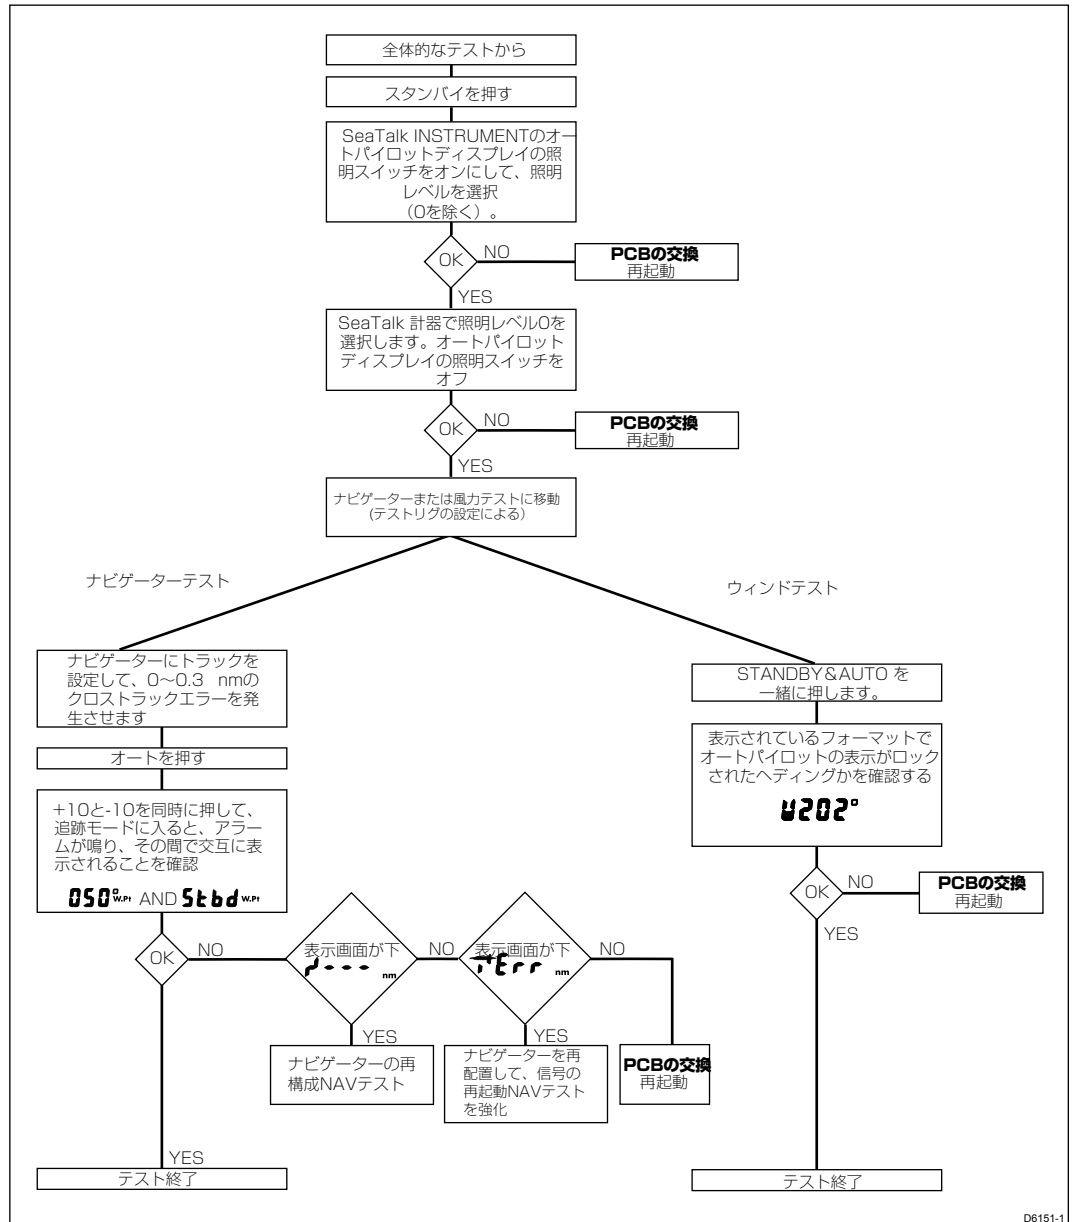 全体的なテストから
スタンバイを押す
SeaTalk INSTRUMENTのオー
トパイロットディスプレイの照
明スイッチをオンにして、照明
レベルを選択
（0を除く）。
OK
NO
PCBの交換
再起動
YES
SeaTalk 計器で照明レベル0を
選択します。オートパイロット
ディスプレイの照明スイッチを
オフ
OK
NO
PCBの交換
再起動
YES
ナビゲーターまたは風力テストに移動
(テストリグの設定による）
ナビゲーターテスト
ウィンドテスト
ナビゲーターにトラックを
設定して、0〜0.3 nmの
クロストラックエラーを発
生させます
オートを押す
+10と-10を同時に押して、
追跡モードに入ると、アラー
ムが鳴り、その間で交互に表
示されることを確認
050° W.Pt AND Stbd W.Pt
OK
NO
表示画面が下
---- nm
NO
表示画面が下
Err nm
NO
YES
ナビゲーターの再
構成NAVテスト
YES
ナビゲーターを再
配置して、信号の
再起動NAVテスト
を強化
PCBの交換
再起動
YES
テスト終了
STANDBY＆AUTO を
一緒に押します。
表示されているフォーマットで
オートパイロットの表示がロック
されたヘディングかを確認する
W202°
OK
NO
PCBの交換
再起動
YES
テスト終了
D6151-1